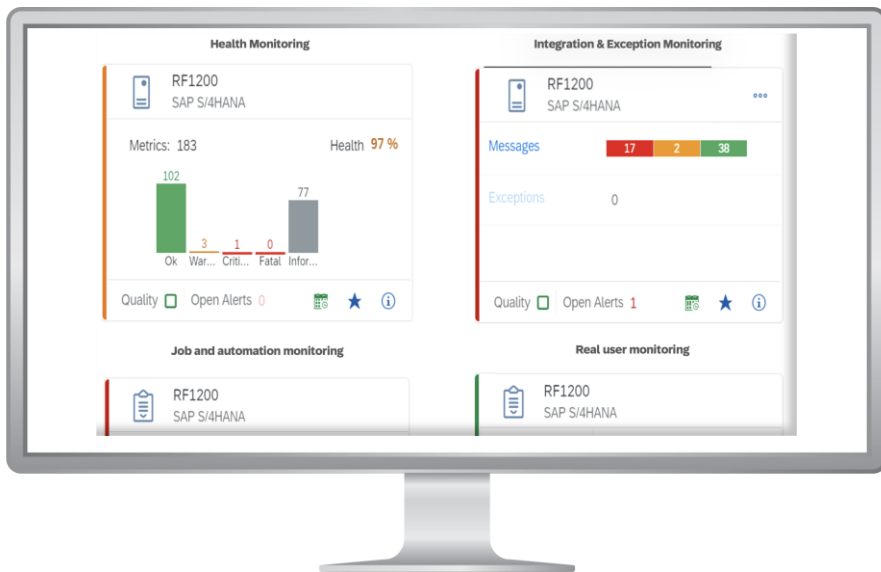 Health Monitoring
RF1200
SAP S/4HANA
Metrics: 183
Health 97 %
102
3
1
0
77
Ok
War...
Criti...
Fatal
Infor...
Quality
Open Alerts 0
Integration & Exception Monitoring
RF1200
SAP S/4HANA
Messages
17
2
38
Exceptions
0
Quality
Open Alerts 1
Job and automation monitoring
RF1200
SAP S/4HANA
Real user monitoring
RF1200
SAP S/4HANA